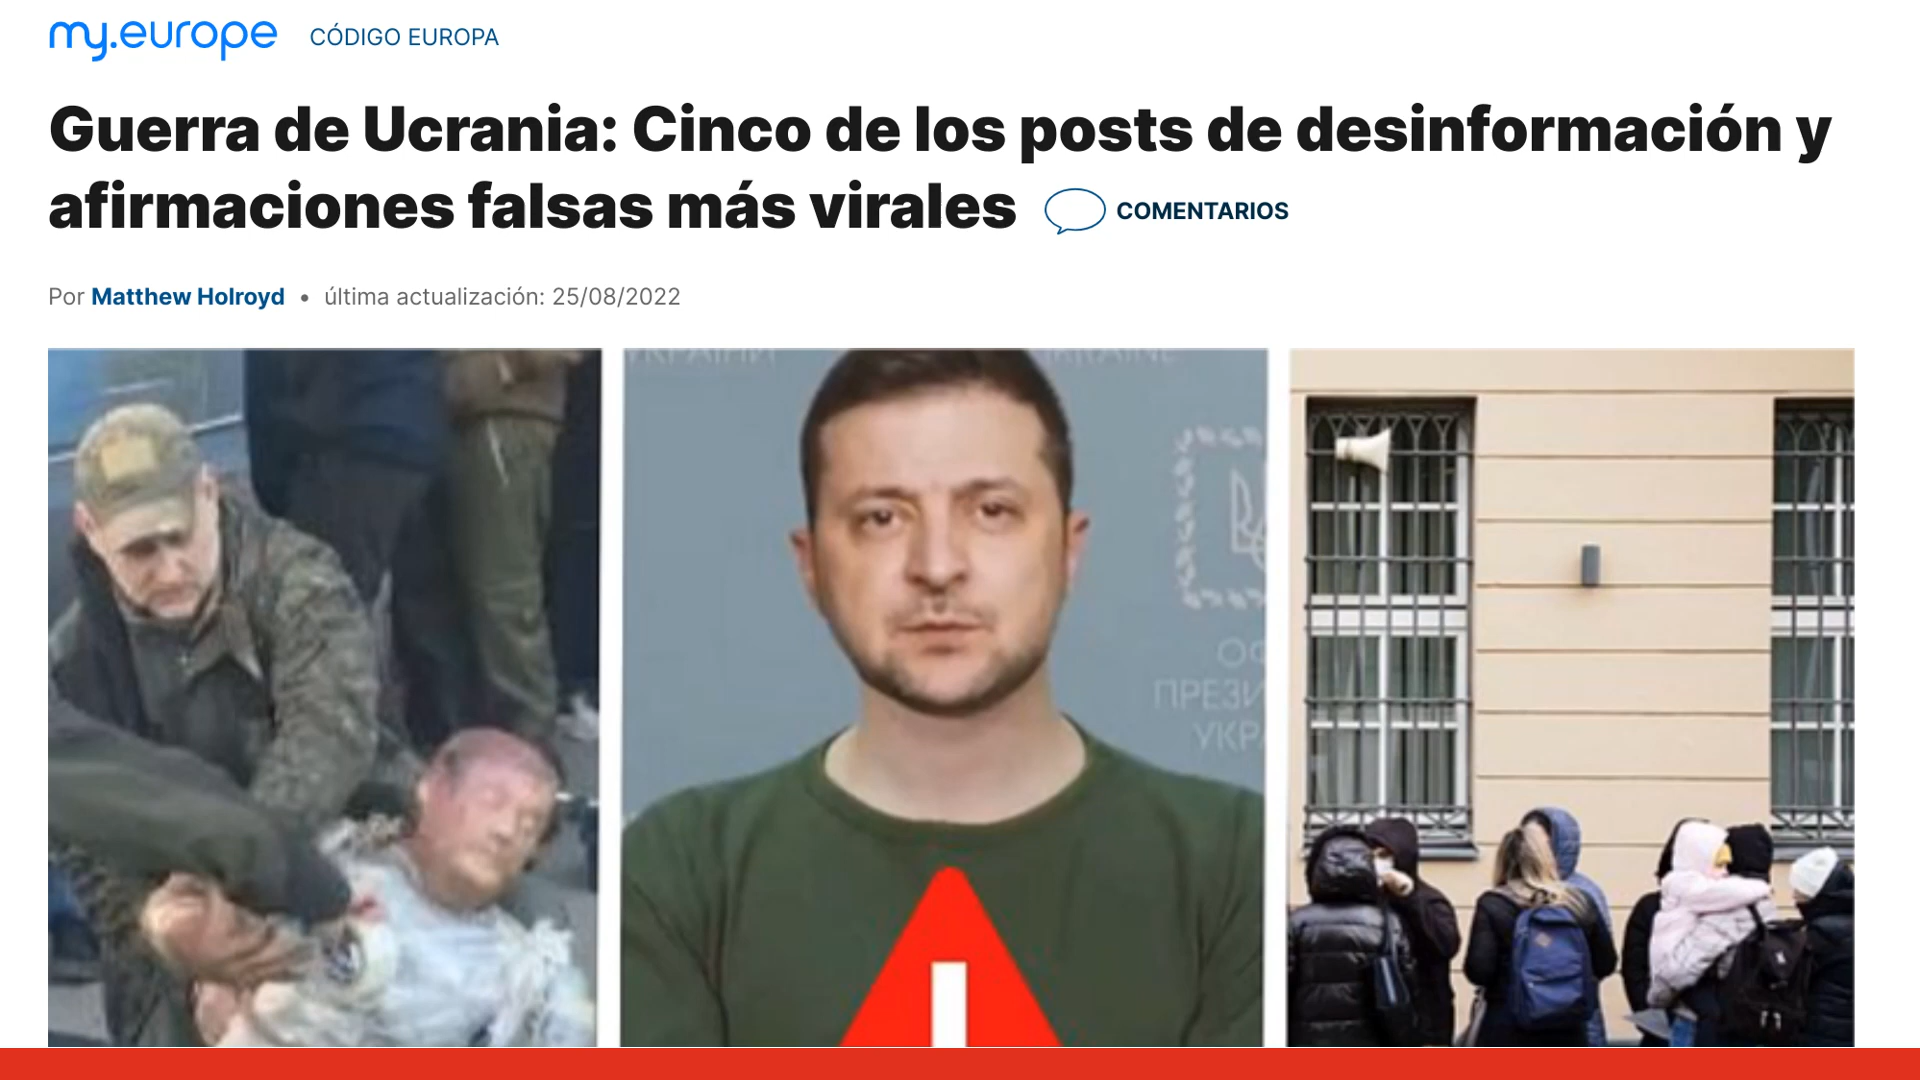 my.europe CÓDIGO EUROPA
Guerra de Ucrania: Cinco de los posts de desinformación y
afirmaciones falsas más virales COMENTARIOS
Por Matthew Holroyd • última actualización: 25/08/2022